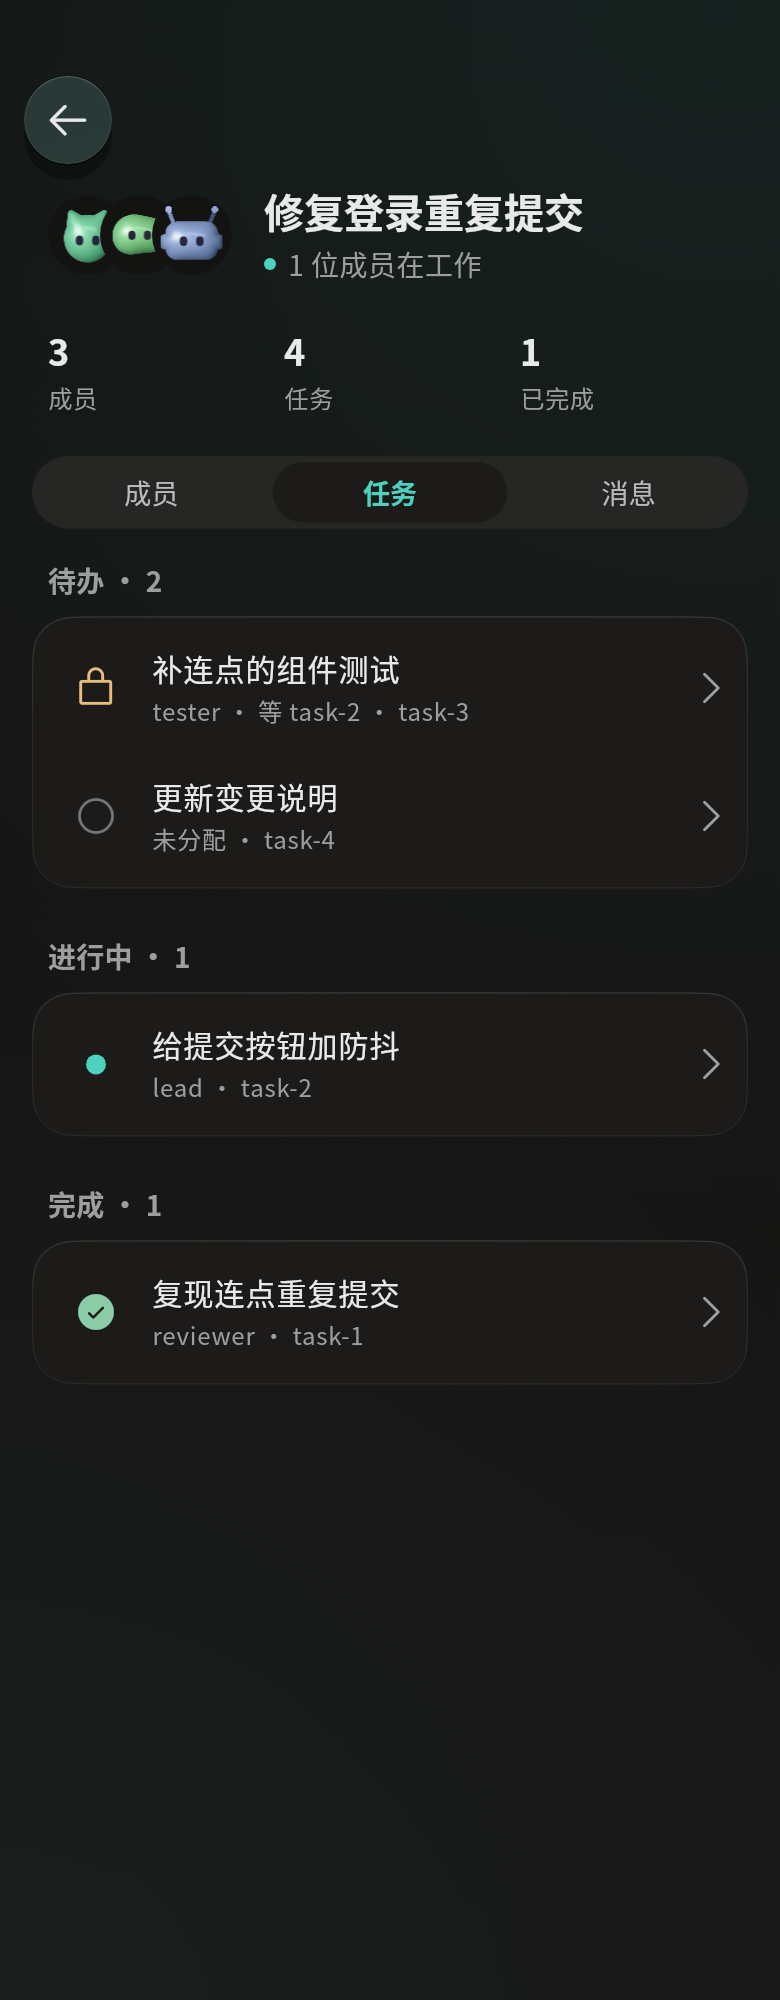 修复登录重复提交
1 位成员在工作
3
成员
4
任务
1
已完成
成员
任务
消息
待办 · 2
补连点的组件测试
tester · 等 task-2 · task-3
更新变更说明
未分配 · task-4
进行中 · 1
给提交按钮加防抖
lead · task-2
完成 · 1
复现连点重复提交
reviewer · task-1